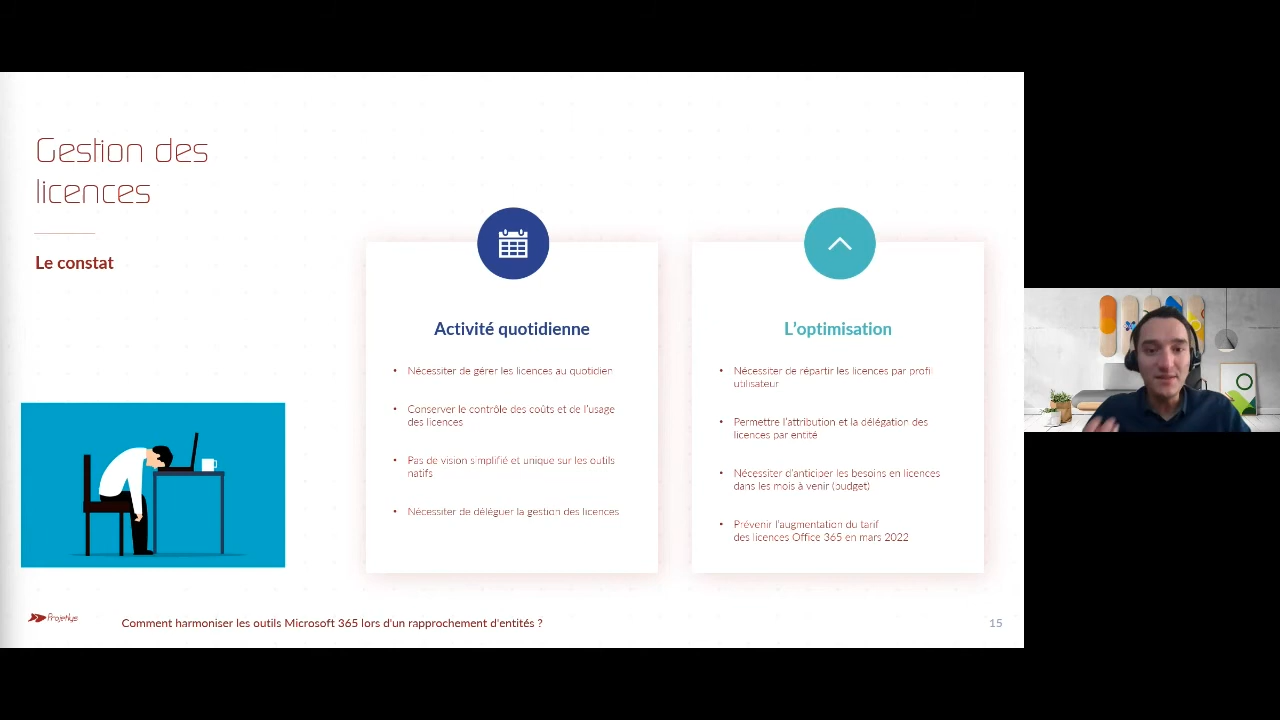 Gestion des
licences
Le constat
Activité quotidienne
• Nécessiter de gérer les licences au quotidien
• Conserver le contrôle des coûts et de l'usage
des licences
• Pas de vision simplifié et unique sur les outils
natifs
• Nécessiter de déléguer la gestion des licences
L'optimisation
• Nécessiter de répartir les licences par profil
utilisateur
• Permettre l'attribution et la délégation des
licences par entité
• Nécessiter d'anticiper les besoins en licences
dans les mois à venir (budget)
• Prévenir l'augmentation du tarif
des licences Office 365 en mars 2022
Projetlys
Comment harmoniser les outils Microsoft 365 lors d'un rapprochement d'entités ?
15